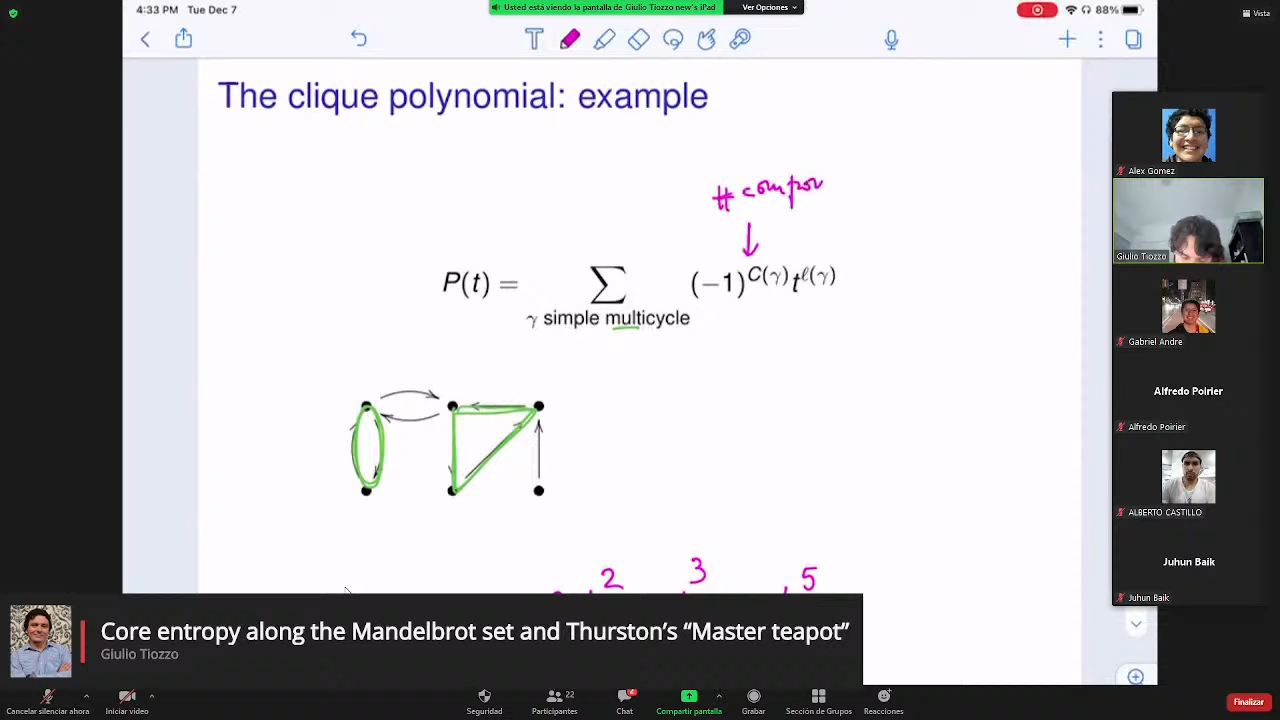 4:33 PM Tue Dec 7
Usted está viendo la pantalla de Giulio Tiozzo new's iPad
Ver Opciones
88%
Vista
The clique polynomial: example
# compon
P(t) = ∑ (−1)^C(γ) t^ℓ(γ)
γ simple multicycle
2 3 5
Alex Gomez
Giulio Tiozzo
Gabriel Andre
Alfredo Poirier
Alfredo Poirier
ALBERTO CASTILLO
Juhun Baik
Juhun Baik
Core entropy along the Mandelbrot set and Thurston's “Master teapot”
Giulio Tiozzo
Cancelar silenciar ahora
Iniciar video
Seguridad
22
Participantes
2
Chat
Compartir pantalla
Grabar
Sección de Grupos
Reacciones
Finalizar